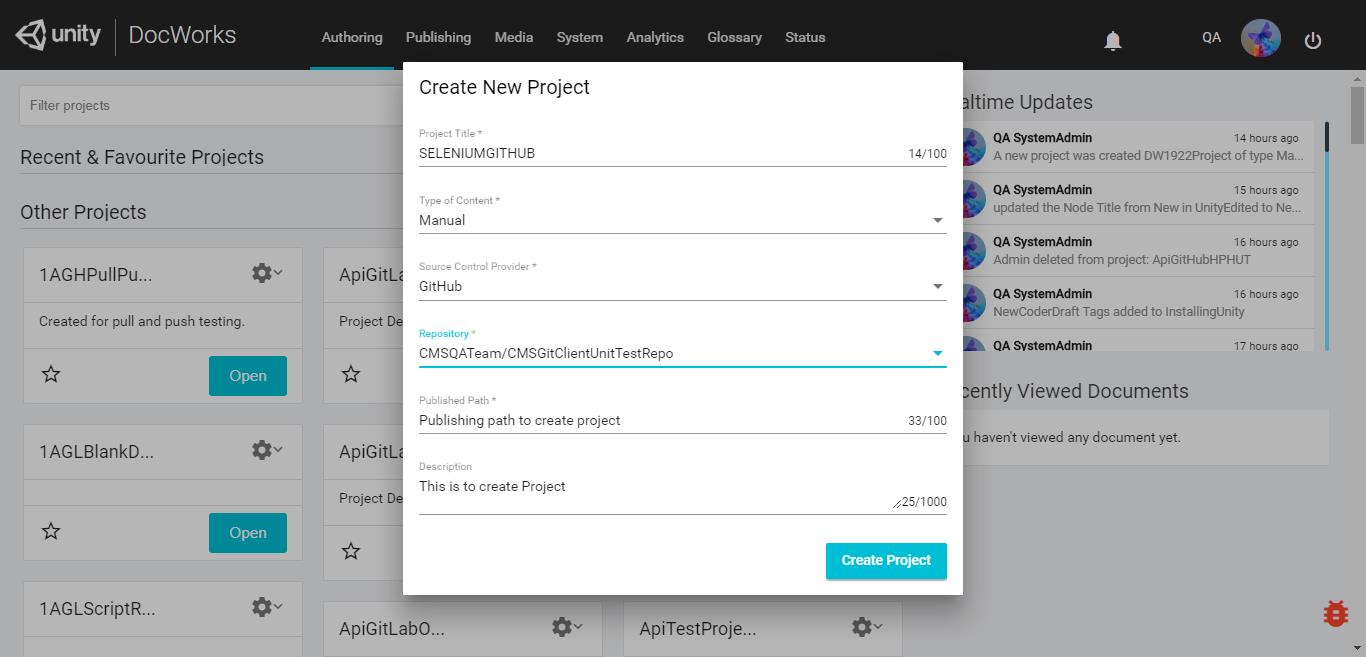 unity DocWorks
Authoring Publishing Media System Analytics Glossary Status
QA
Filter projects
Recent & Favourite Projects
Other Projects
1AGHPullPu...
Created for pull and push testing.
Open
1AGLBlankD...
Open
1AGLScriptR...
ApiGitLa
Project De
ApiGitLa
Project De
ApiGitLabO...
ApiTestProje...
Create New Project
Project Title *
SELENIUMGITHUB 14/100
Type of Content *
Manual
Source Control Provider *
GitHub
Repository *
CMSQATeam/CMSGitClientUnitTestRepo
Published Path *
Publishing path to create project 33/100
Description
This is to create Project
25/1000
Create Project
altime Updates
QA SystemAdmin 14 hours ago
A new project was created DW1922Project of type Ma...
QA SystemAdmin 15 hours ago
updated the Node Title from New in UnityEdited to Ne...
QA SystemAdmin 16 hours ago
Admin deleted from project: ApiGitHubHPHUT
QA SystemAdmin 16 hours ago
NewCoderDraft Tags added to InstallingUnity
QA SystemAdmin 17 hours ago
cently Viewed Documents
u haven't viewed any document yet.